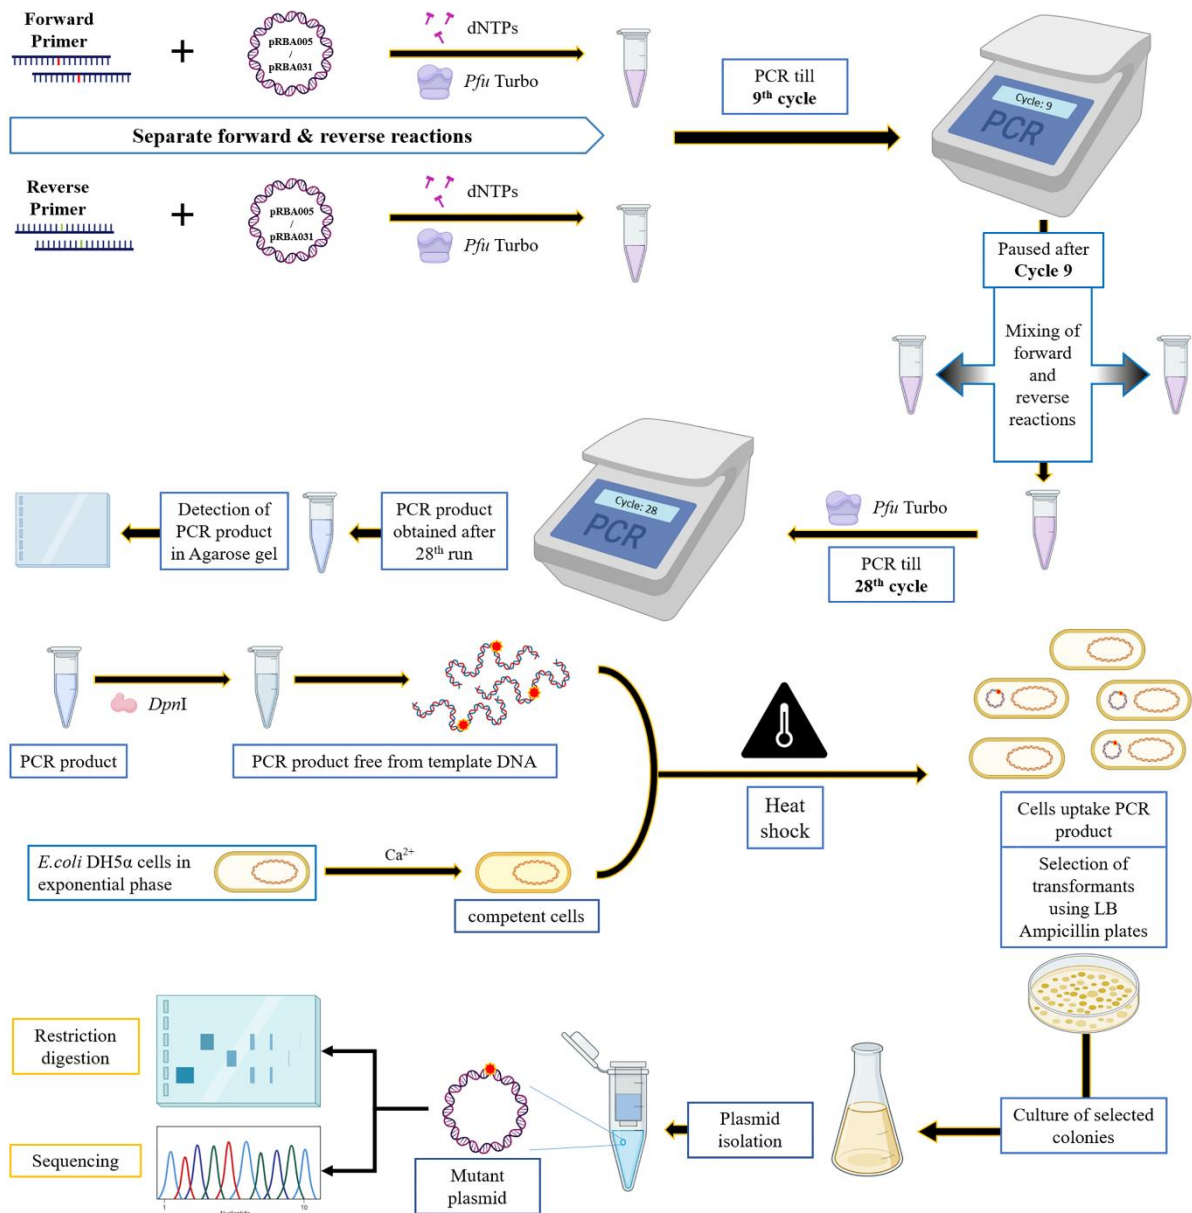 Forward
Primer
+
pRBA005
/
pRBA031
dNTPs
Pfu Turbo
PCR till
9th cycle
Cycle: 9
PCR
Separate forward & reverse reactions
Reverse
Primer
+
pRBA005
/
pRBA031
dNTPs
Pfu Turbo
Paused after
Cycle 9
Mixing of
forward
and
reverse
reactions
Pfu Turbo
PCR till
28th cycle
Cycle: 28
PCR
PCR product
obtained after
28th run
Detection of
PCR product
in Agarose gel
DpnI
PCR product
PCR product free from template DNA
Heat
shock
E.coli DH5α cells in
exponential phase
Ca2+
competent cells
Cells uptake PCR
product
Selection of
transformants
using LB
Ampicillin plates
Culture of selected
colonies
Plasmid
isolation
Mutant
plasmid
Restriction
digestion
Sequencing
1
10
Nucleotide